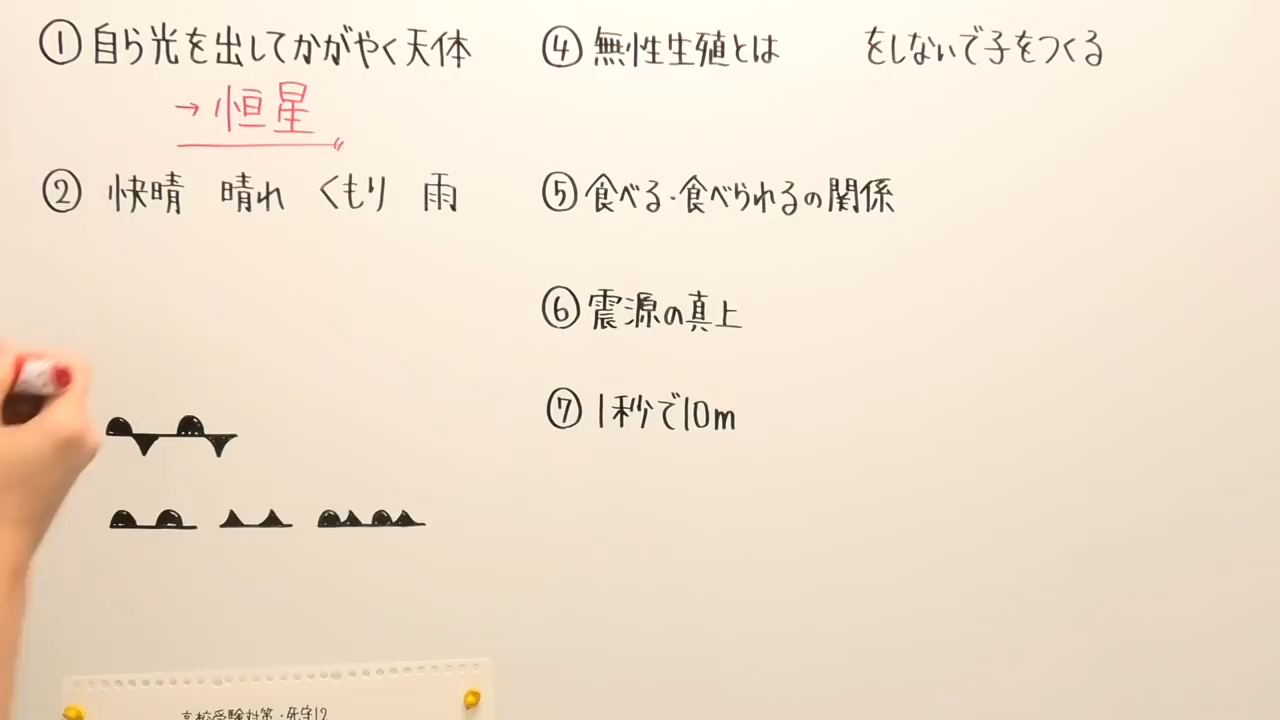 ① 自ら光を出してかがやく天体
→ 恒星
② 快晴 晴れ くもり 雨
④ 無性生殖とは をしないで子をつくる
⑤ 食べる・食べられるの関係
⑥ 震源の真上
⑦ 1秒で10m
高校受験対策・死守12